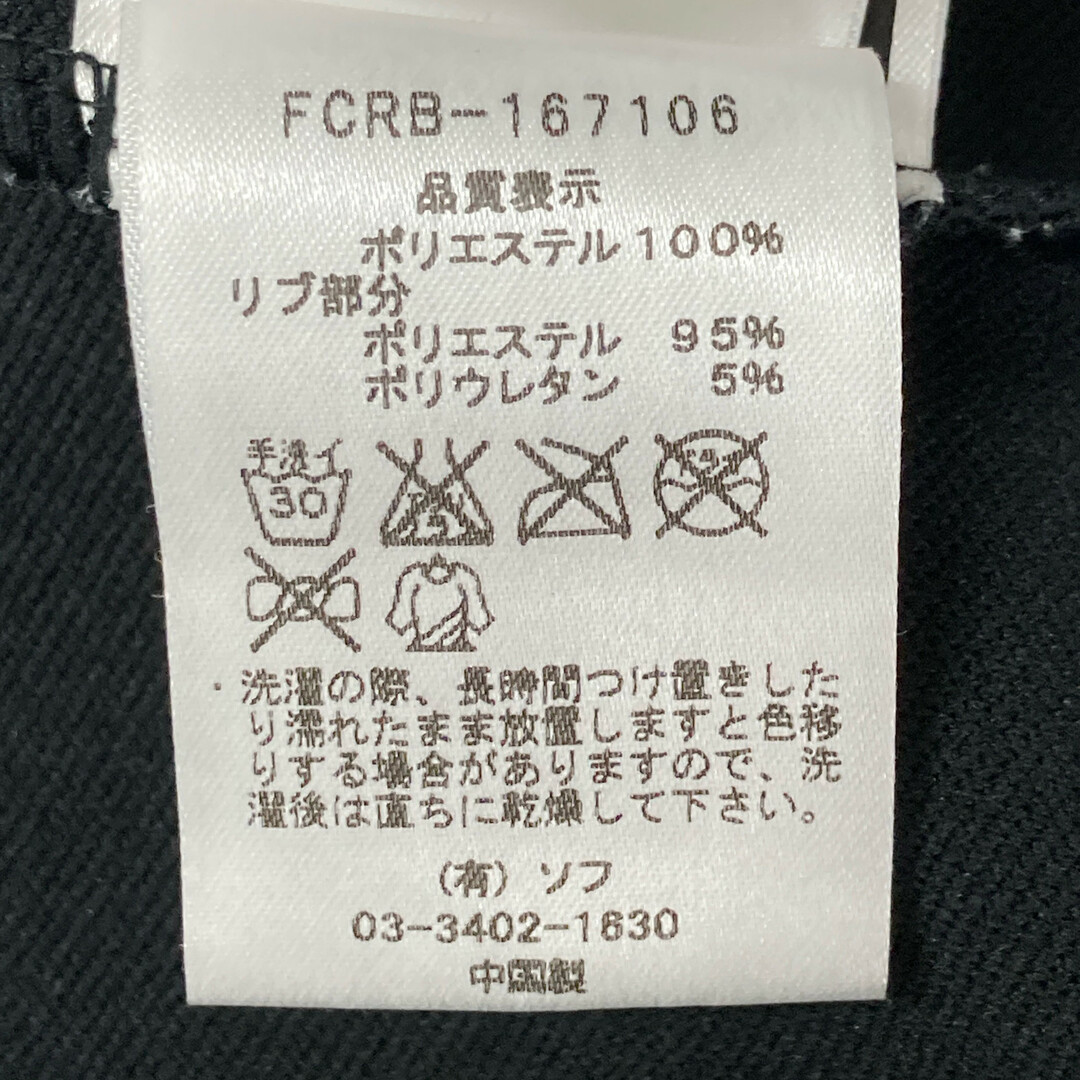 FCRB-167106
品質表示
ポリエステル100%
リブ部分
ポリエステル 95%
ポリウレタン 5%
手洗イ
30
・洗濯の際、長時間つけ置きした
り濡れたまま放置しますと色移
りする場合がありますので、洗
濯後は直ちに乾燥して下さい。
(有) ソフ
03-3402-1630
中国製